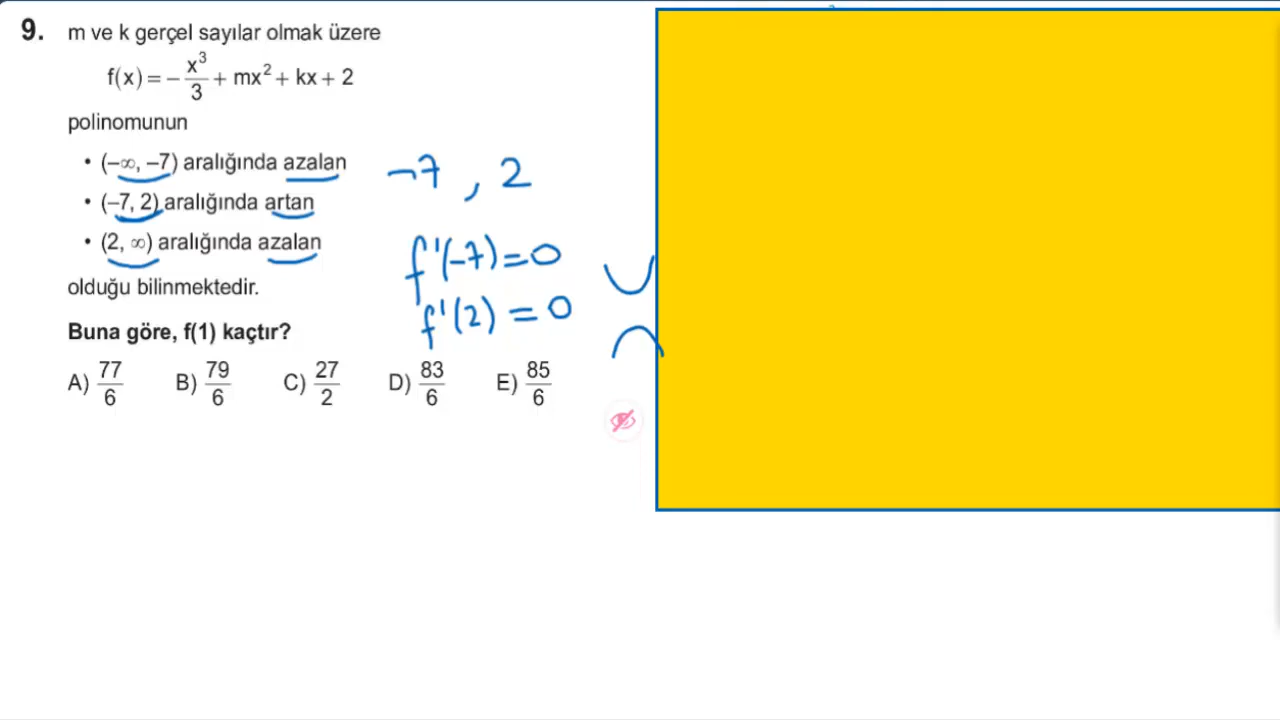 9. m ve k gerçel sayılar olmak üzere
f(x) = − x³/3 + mx² + kx + 2
polinomunun
• (−∞, −7) aralığında azalan
• (−7, 2) aralığında artan
• (2, ∞) aralığında azalan
olduğu bilinmektedir.
Buna göre, f(1) kaçtır?
A) 77/6 B) 79/6 C) 27/2 D) 83/6 E) 85/6
−7 , 2
f'(−7) = 0
f'(2) = 0